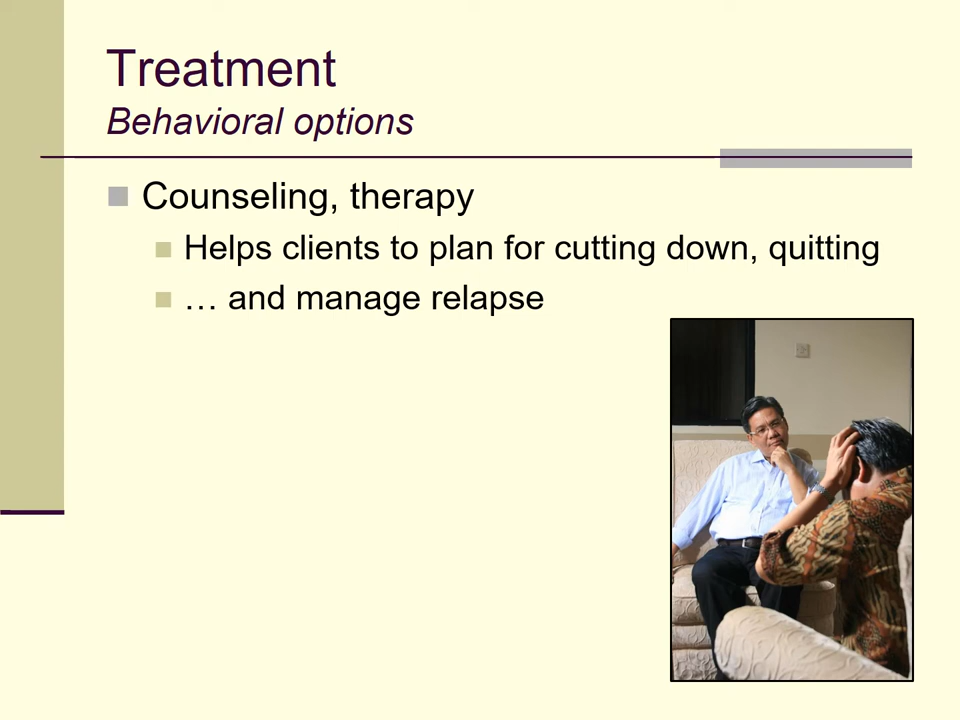 Treatment
Behavioral options
Counseling, therapy
Helps clients to plan for cutting down, quitting
… and manage relapse